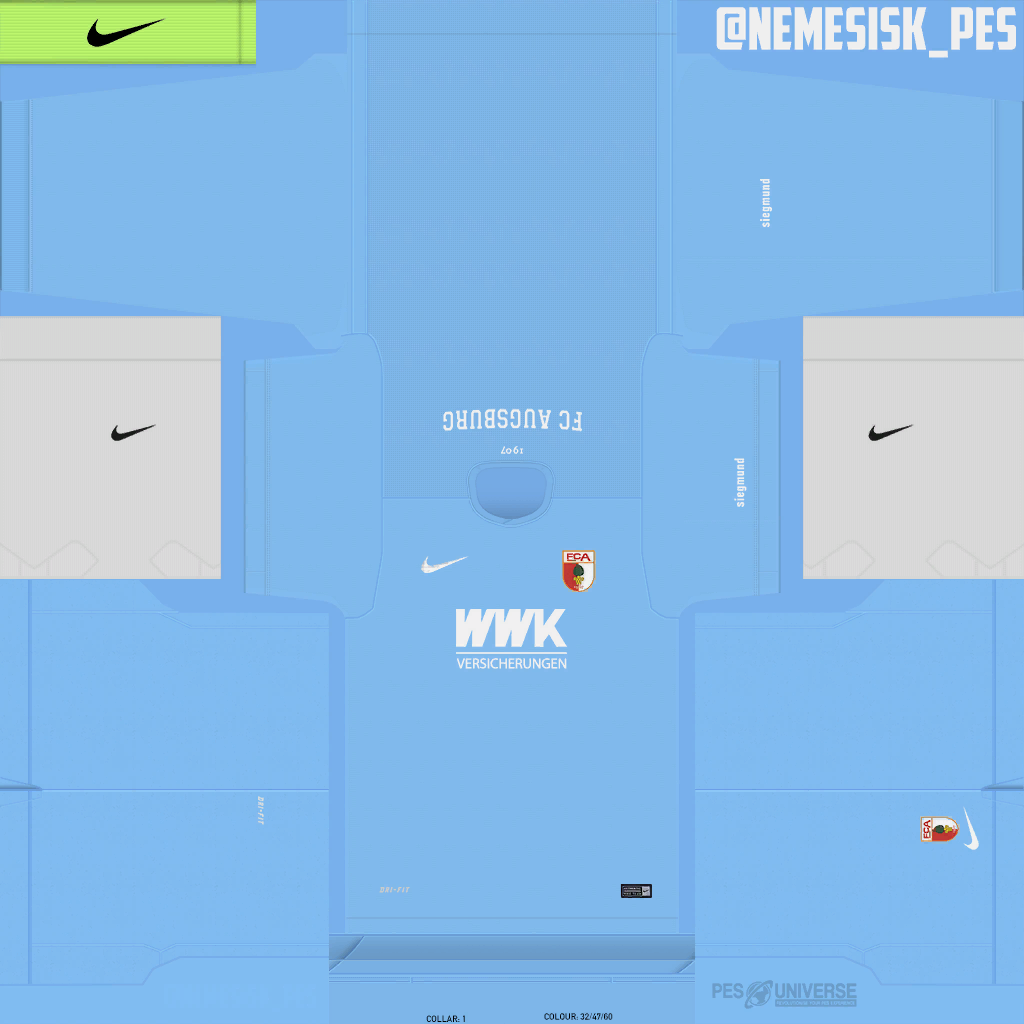 @NEMESISK_PES
siegmund
FC AUGSBURG
1907
siegmund
FCA
WWK
VERSICHERUNGEN
DRI-FIT
FCA
DRI-FIT
PES UNIVERSE
COLLAR: 1
COLOUR: 32/47/60